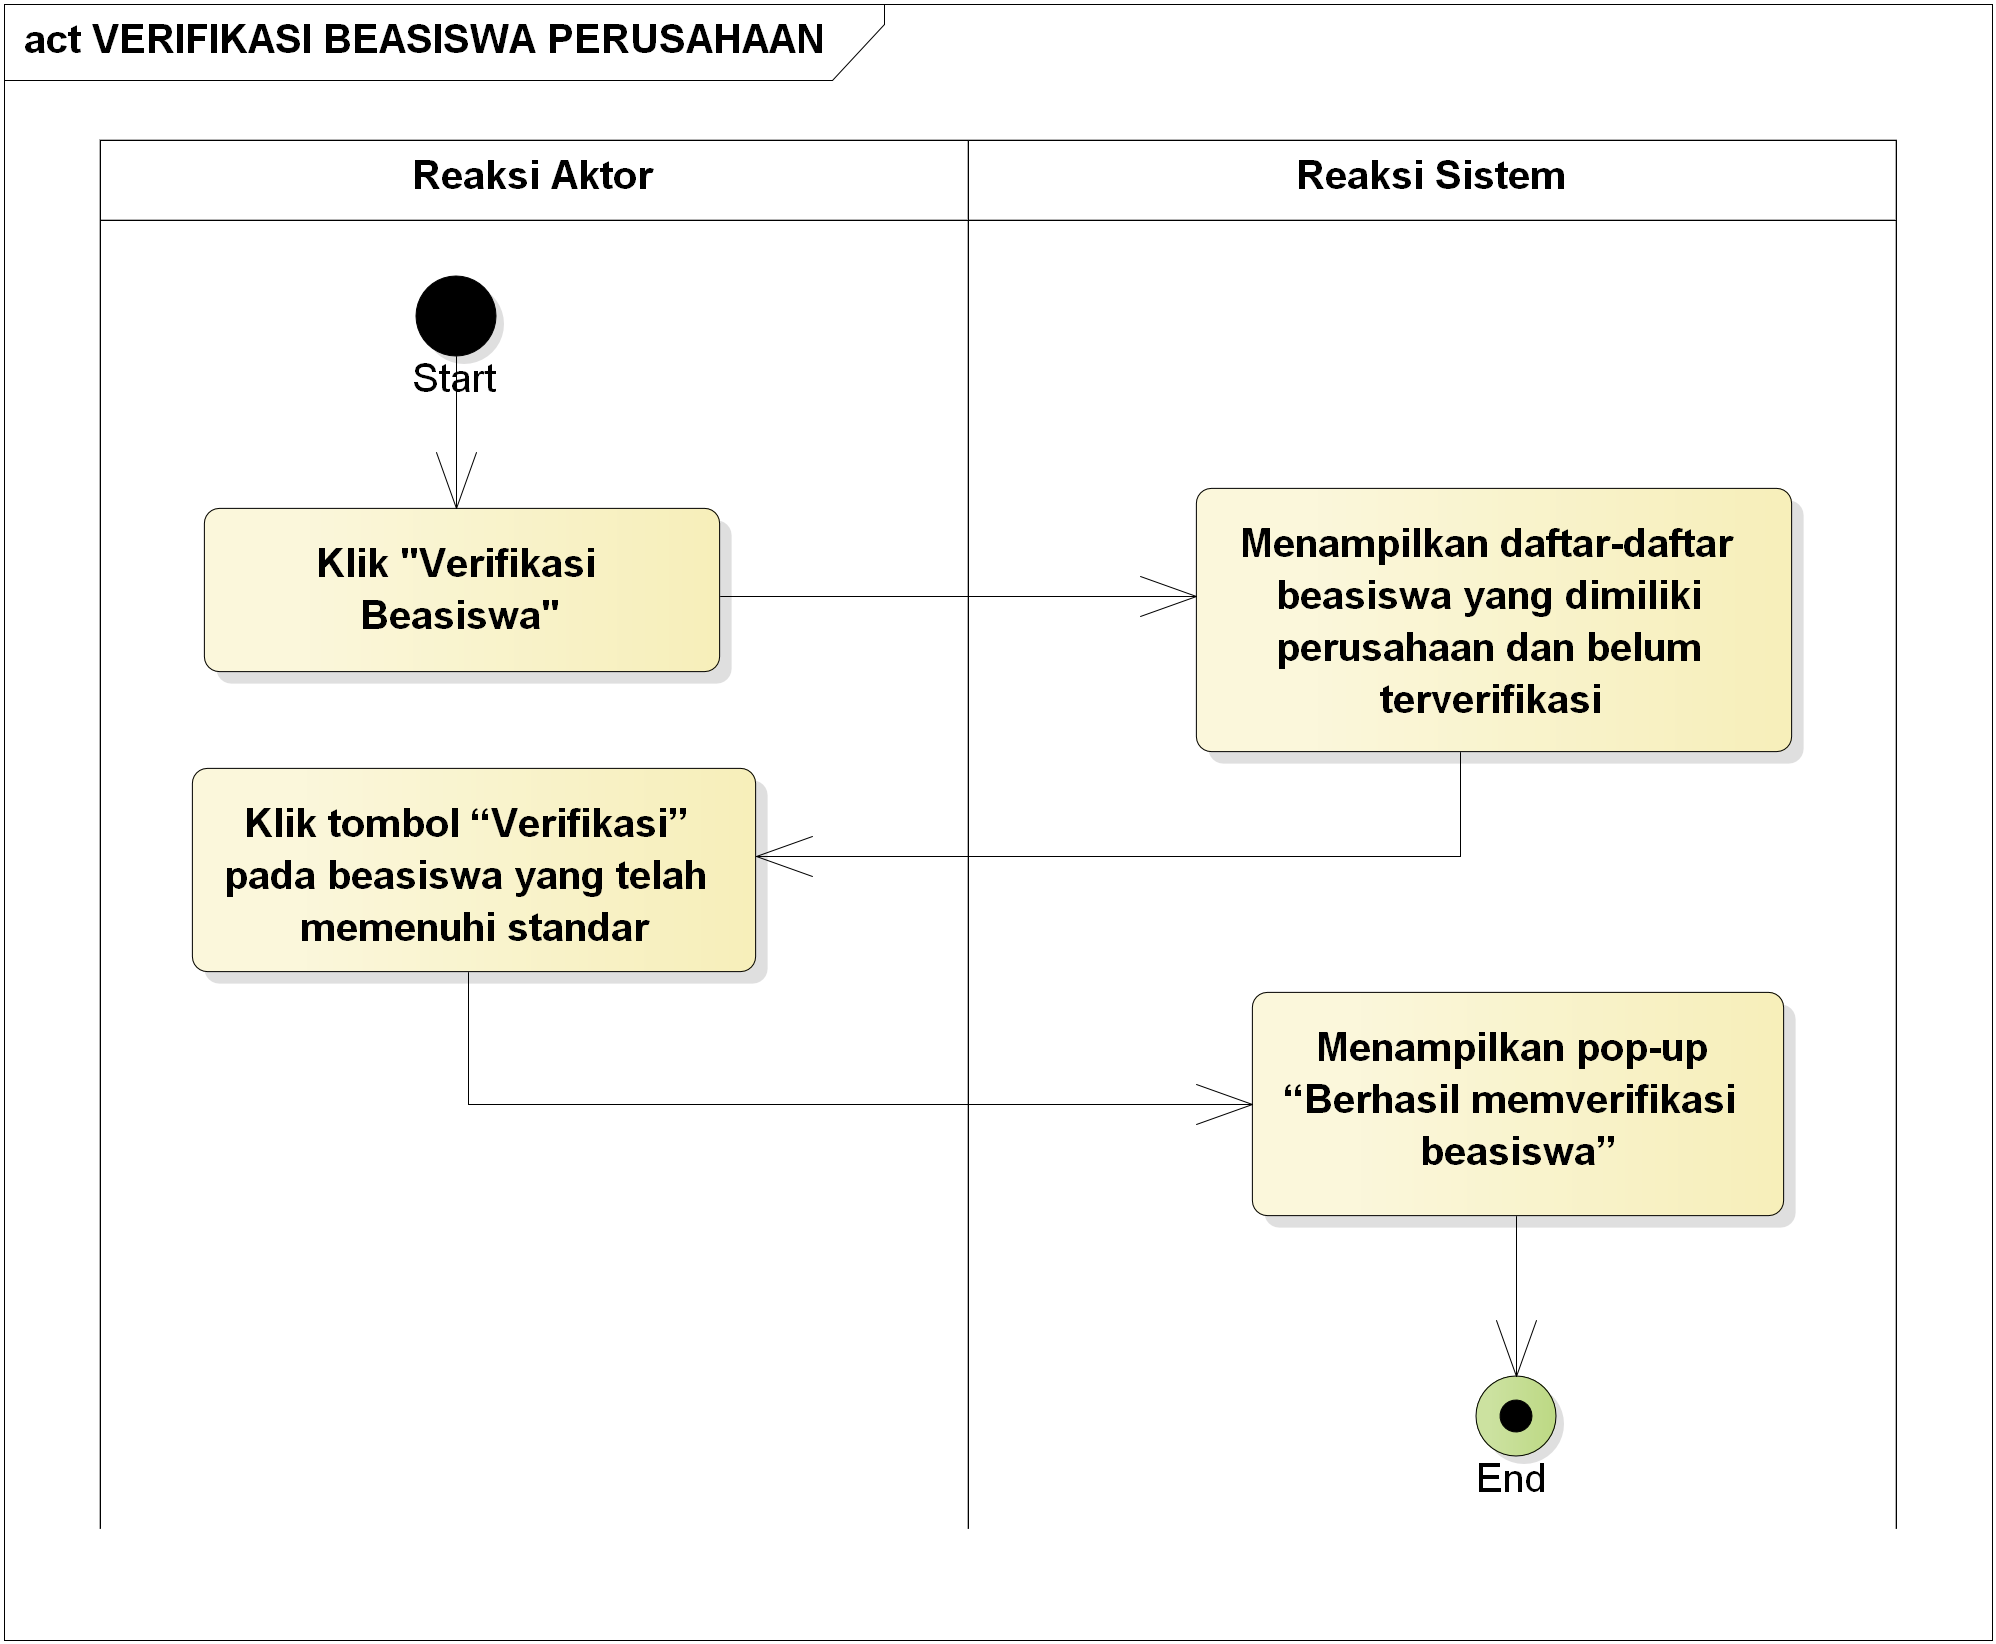 act VERIFIKASI BEASISWA PERUSAHAAN
Reaksi Aktor
Reaksi Sistem
Start
Klik "Verifikasi
Beasiswa"
Menampilkan daftar-daftar
beasiswa yang dimiliki
perusahaan dan belum
terverifikasi
Klik tombol “Verifikasi”
pada beasiswa yang telah
memenuhi standar
Menampilkan pop-up
“Berhasil memverifikasi
beasiswa”
End